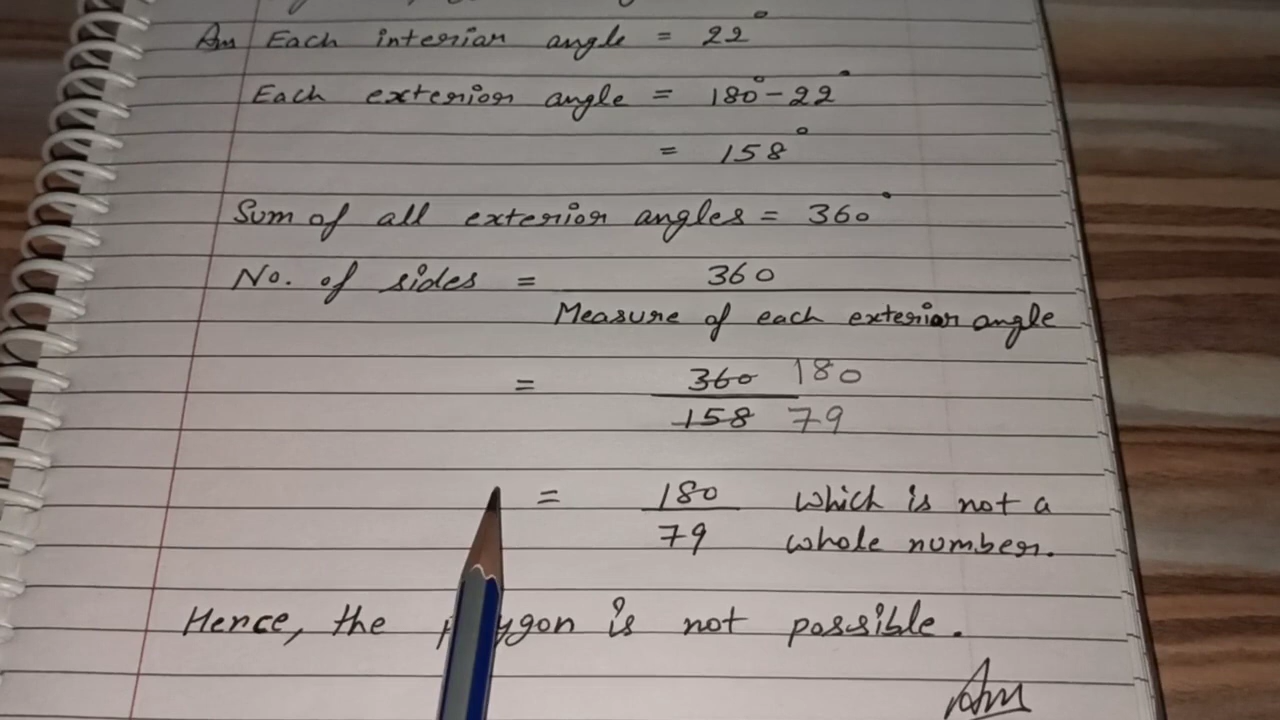 Ans Each interior angle = 22°
Each exterior angle = 180° - 22°
= 158°
Sum of all exterior angles = 360°
No. of sides = 360
Measure of each exterior angle
= 360 180
158 79
= 180 which is not a
79 whole number.
Hence, the polygon is not possible.
Ans